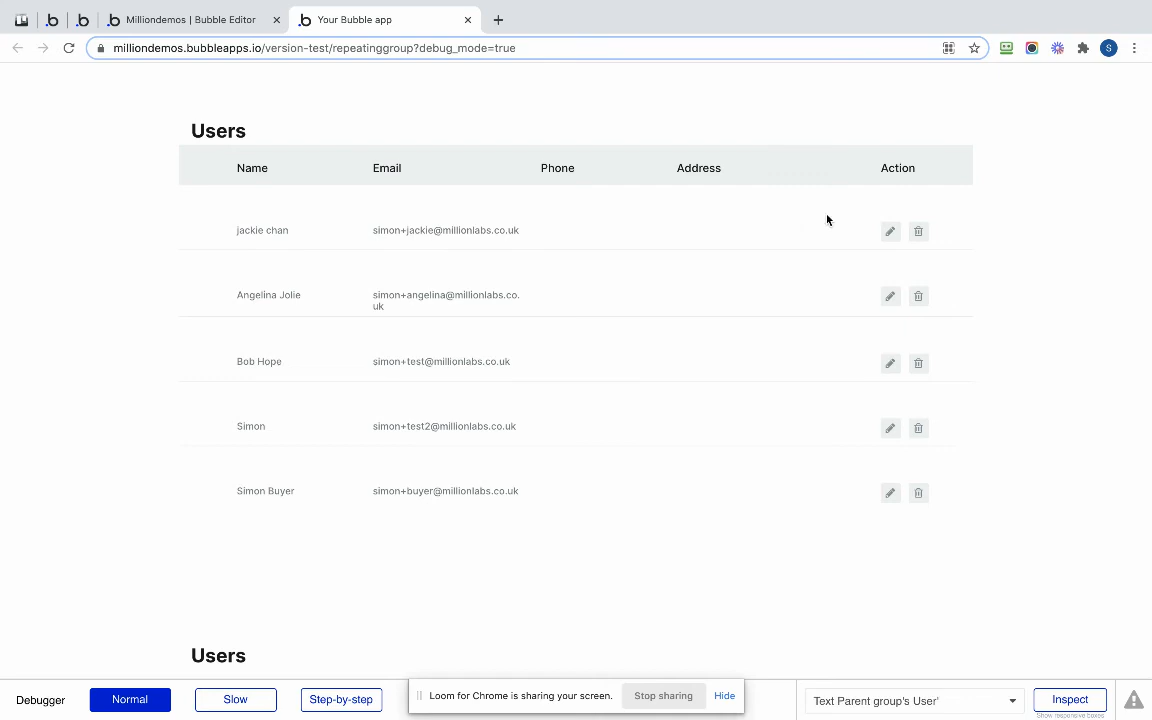 Milliondemos | Bubble Editor
Your Bubble app
milliondemos.bubbleapps.io/version-test/repeatinggroup?debug_mode=true
S
Users
Name Email Phone Address Action
jackie chan simon+jackie@millionlabs.co.uk
Angelina Jolie simon+angelina@millionlabs.co.
uk
Bob Hope simon+test@millionlabs.co.uk
Simon simon+test2@millionlabs.co.uk
Simon Buyer simon+buyer@millionlabs.co.uk
Users
Debugger Normal Slow Step-by-step Loom for Chrome is sharing your screen. Stop sharing Hide Text Parent group's User' Inspect
Show responsive boxes